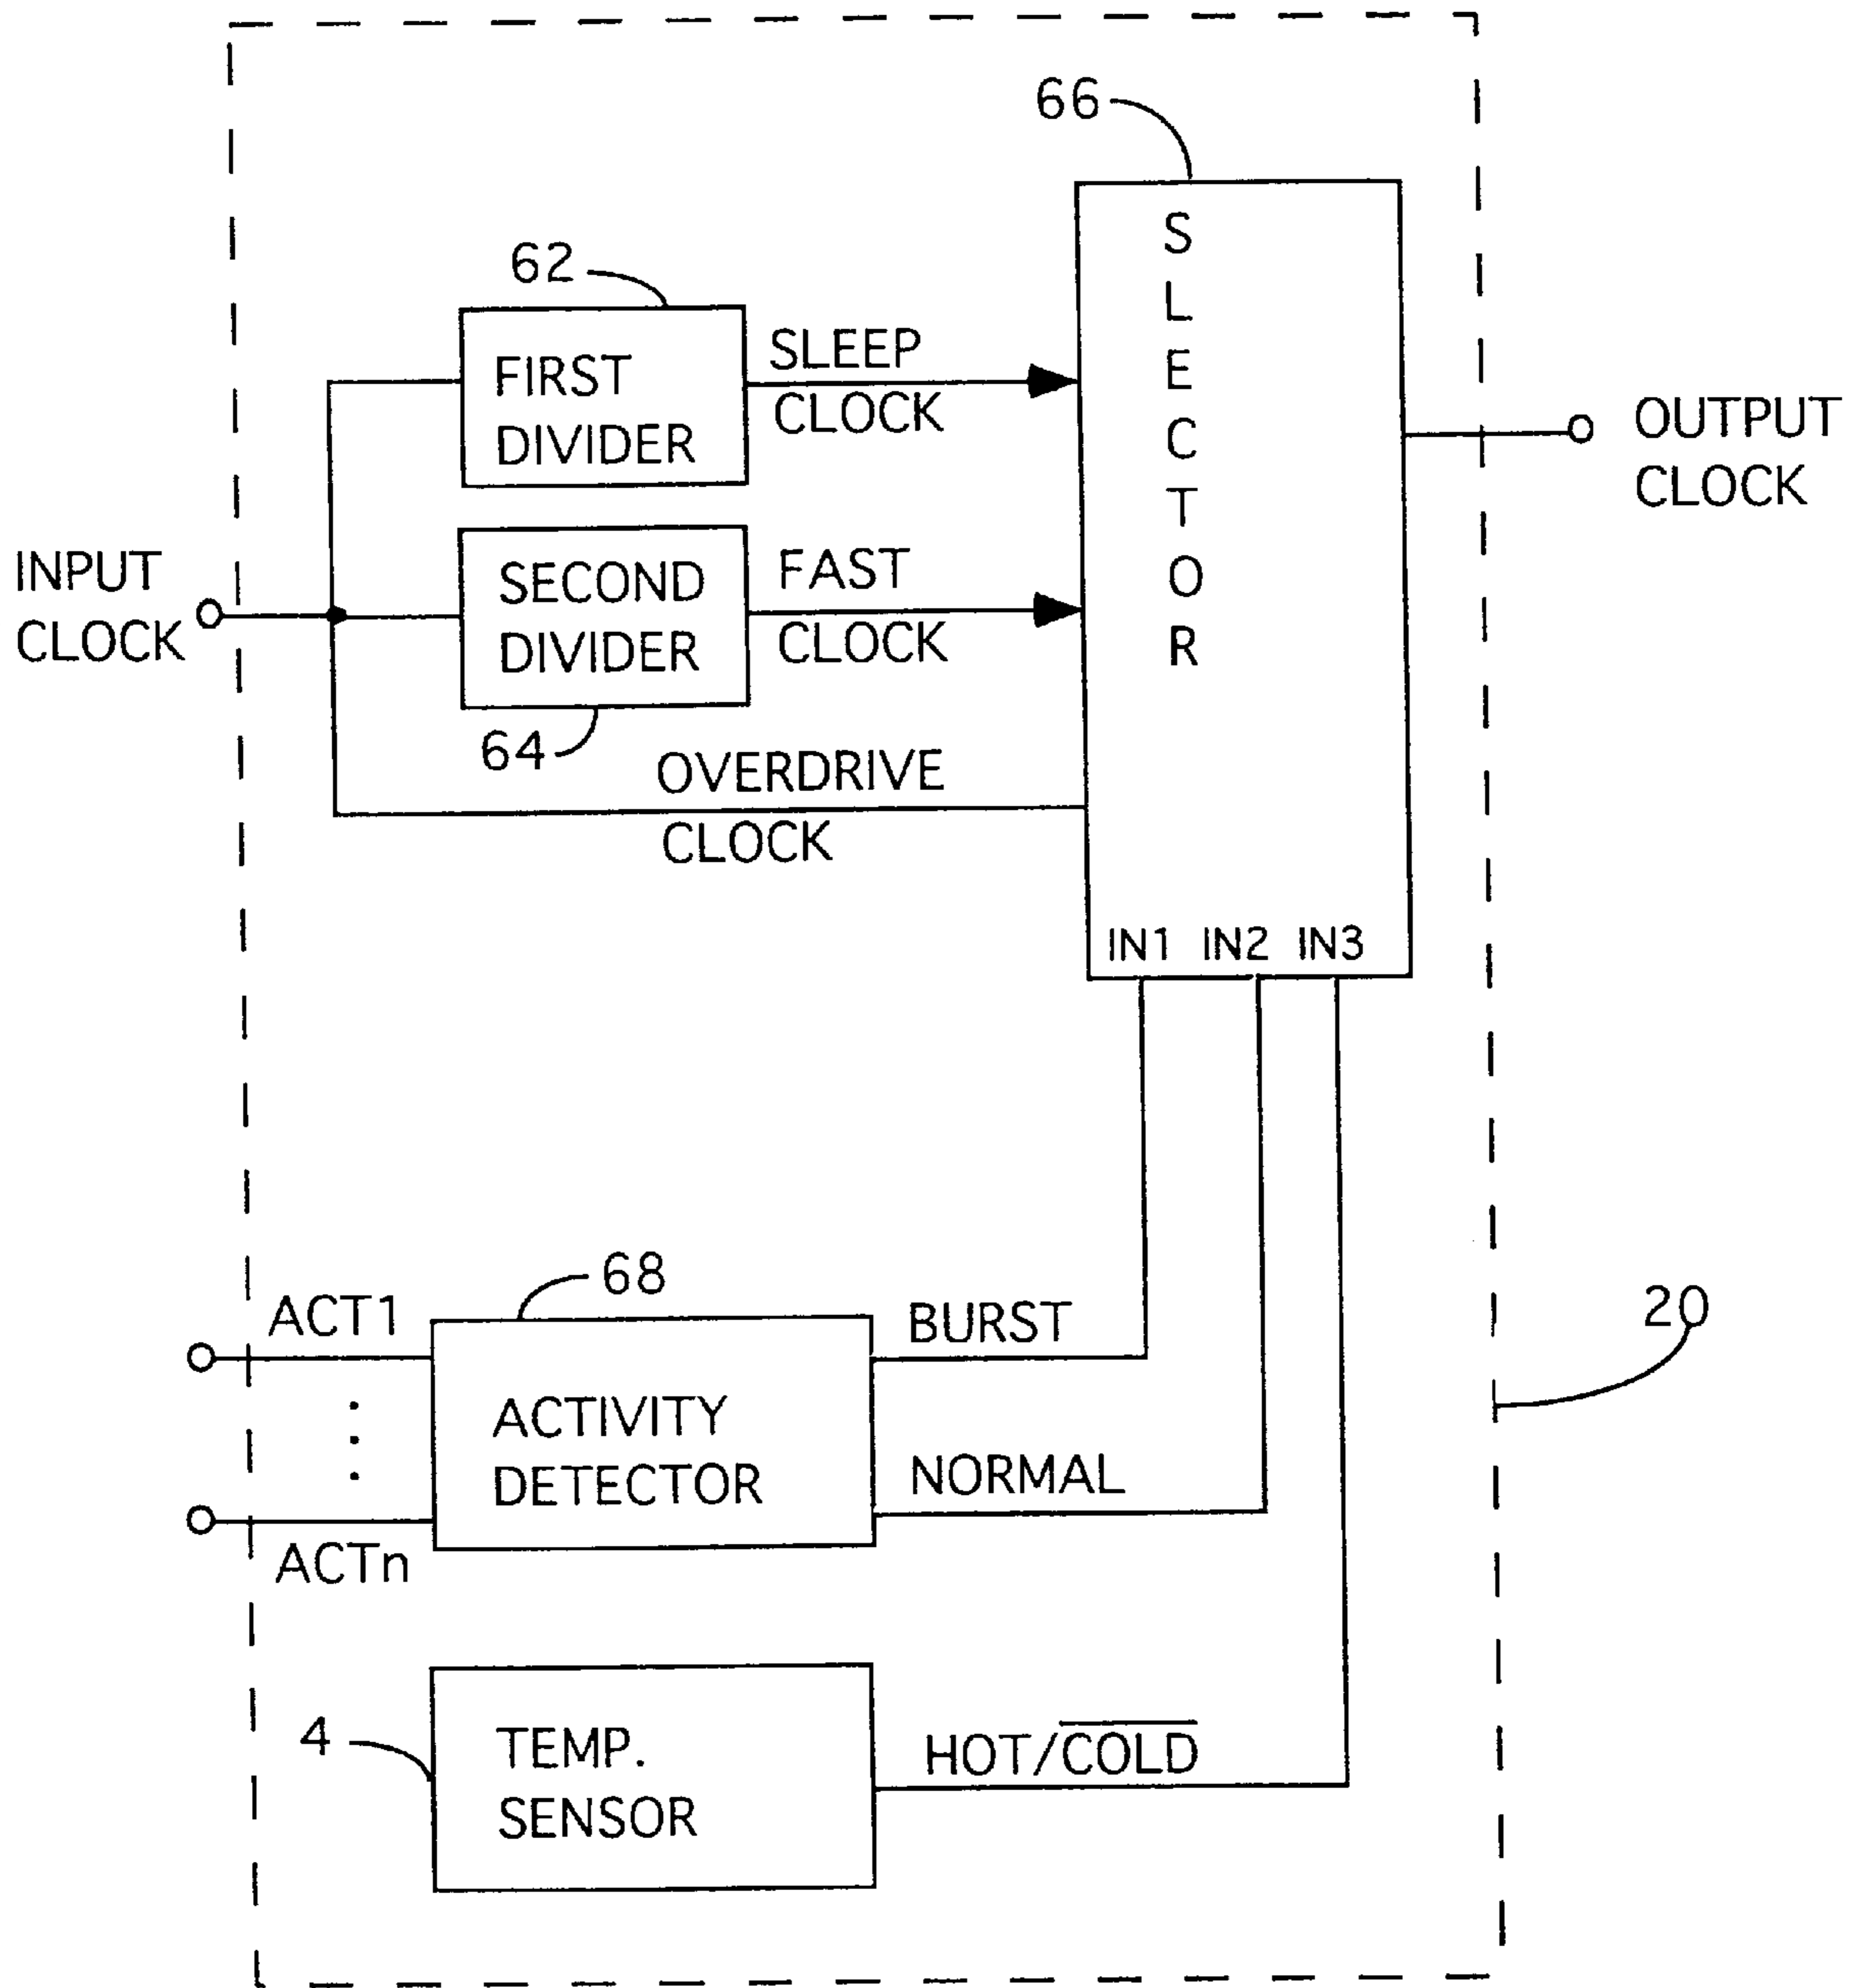 66
S
L
E
C
T
O
R
62
FIRST
DIVIDER
SLEEP
CLOCK
OUTPUT
CLOCK
INPUT
CLOCK
SECOND
DIVIDER
FAST
CLOCK
64
OVERDRIVE
CLOCK
IN1 IN2 IN3
68
ACT1
ACTn
ACTIVITY
DETECTOR
BURST
NORMAL
20
4
TEMP.
SENSOR
HOT/C̅O̅L̅D̅